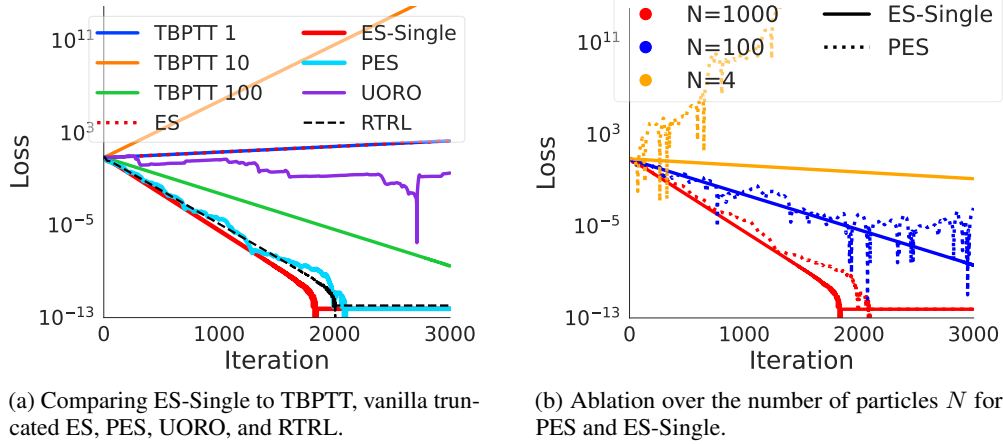 10^11
10^3
10^-5
10^-13
Loss
0 1000 2000 3000
Iteration
TBPTT 1
TBPTT 10
TBPTT 100
ES
ES-Single
PES
UORO
RTRL
(a) Comparing ES-Single to TBPTT, vanilla trun-
cated ES, PES, UORO, and RTRL.
10^11
10^3
10^-5
10^-13
Loss
0 1000 2000 3000
Iteration
N=1000
N=100
N=4
ES-Single
PES
(b) Ablation over the number of particles N for
PES and ES-Single.